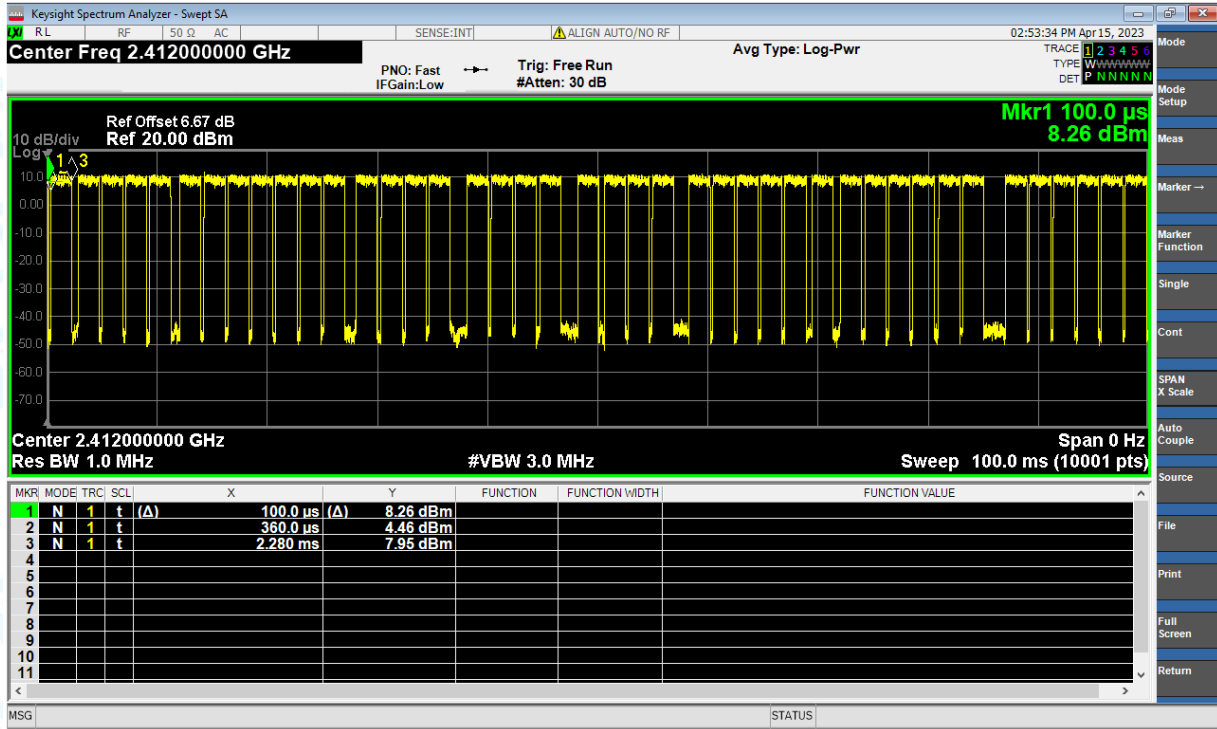 Keysight Spectrum Analyzer - Swept SA
LXI RL RF 50 Ω AC SENSE:INT ALIGN AUTO/NO RF 02:53:34 PM Apr 15, 2023
Center Freq 2.412000000 GHz
Avg Type: Log-Pwr
TRACE 1 2 3 4 5 6
TYPE WWWWWW
DET P N N N N N
PNO: Fast
IFGain:Low
Trig: Free Run
#Atten: 30 dB
Mkr1 100.0 µs
8.26 dBm
Ref Offset 6.67 dB
10 dB/div Ref 20.00 dBm
Log
1 3
10.0
0.00
-10.0
-20.0
-30.0
-40.0
-50.0
-60.0
-70.0
Center 2.412000000 GHz Span 0 Hz
Res BW 1.0 MHz #VBW 3.0 MHz Sweep 100.0 ms (10001 pts)
MKR MODE TRC SCL X Y FUNCTION FUNCTION WIDTH FUNCTION VALUE
1 N 1 t (Δ) 100.0 µs (Δ) 8.26 dBm
2 N 1 t 360.0 µs 4.46 dBm
3 N 1 t 2.280 ms 7.95 dBm
4
5
6
7
8
9
10
11
MSG STATUS
Mode
Mode
Setup
Meas
Marker →
Marker
Function
Single
Cont
SPAN
X Scale
Auto
Couple
Source
File
Print
Full
Screen
Return